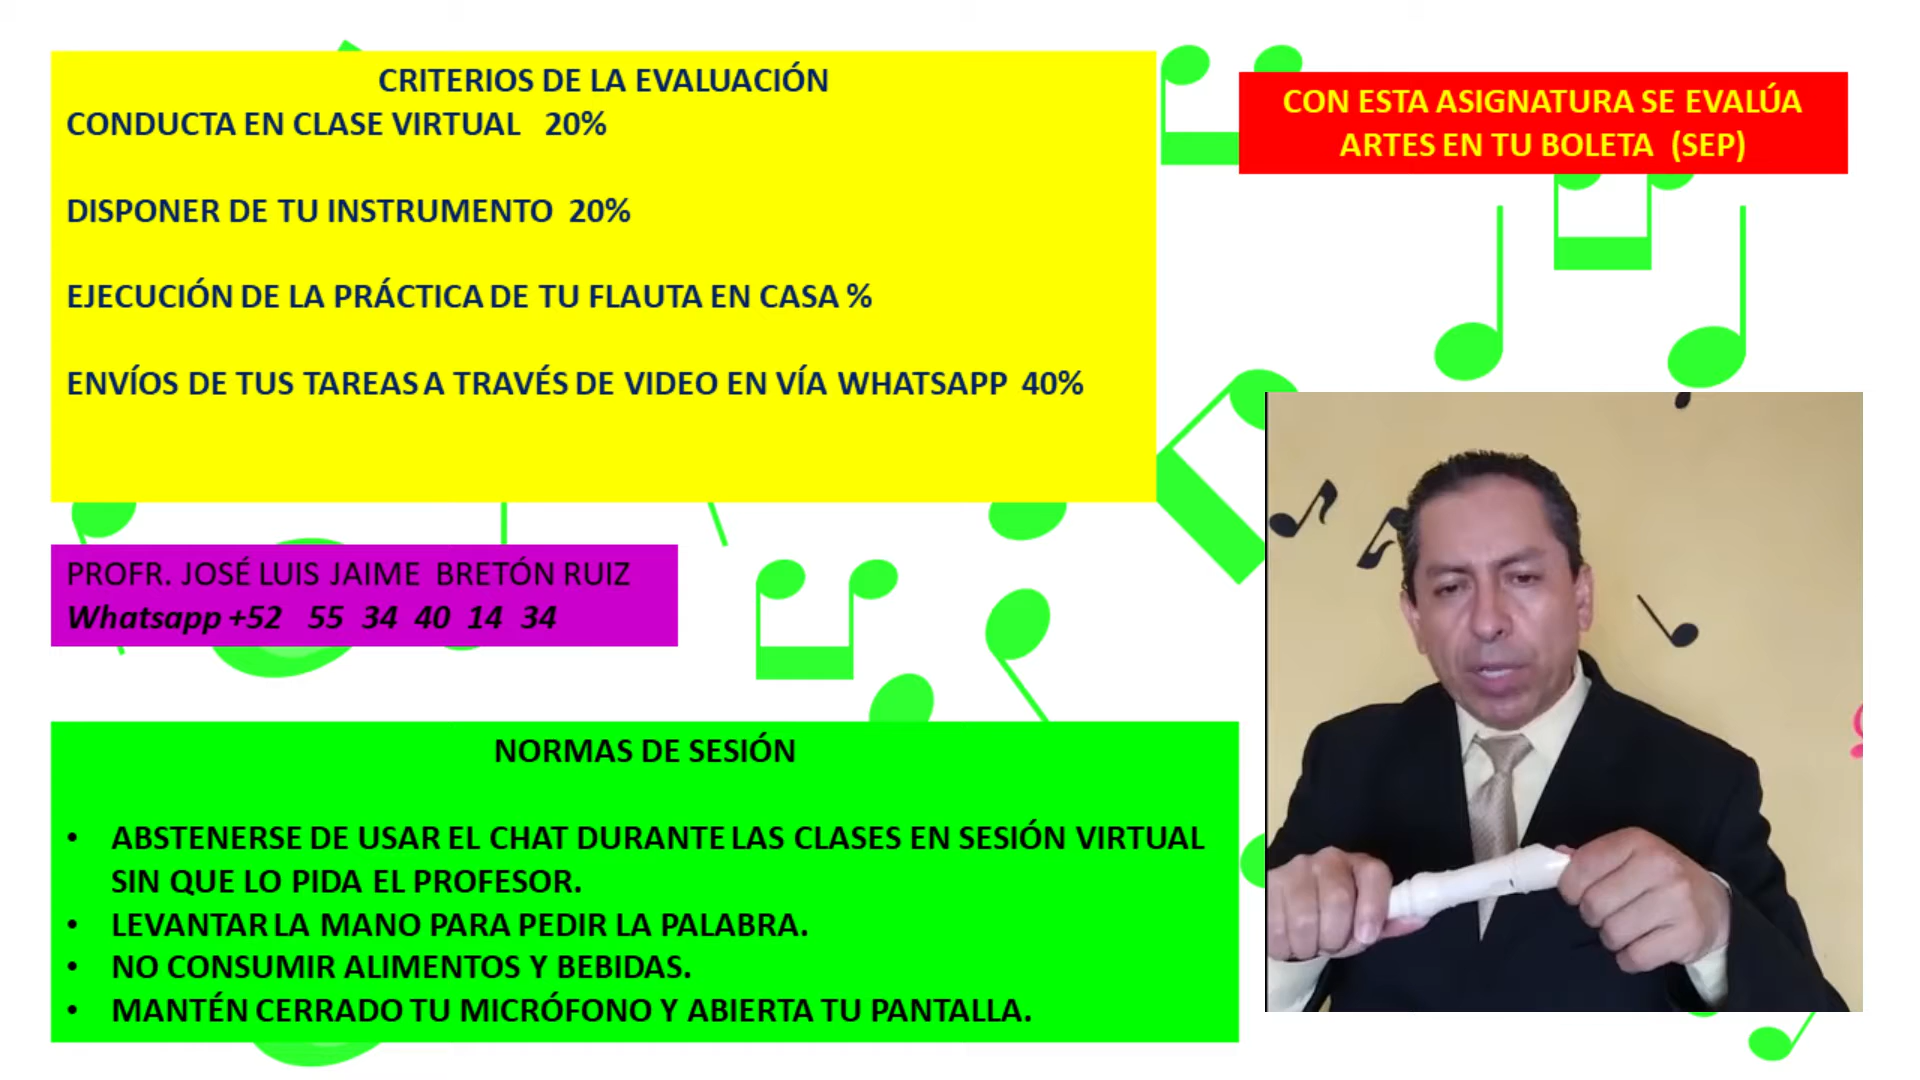 CRITERIOS DE LA EVALUACIÓN
CONDUCTA EN CLASE VIRTUAL 20%
DISPONER DE TU INSTRUMENTO 20%
EJECUCIÓN DE LA PRÁCTICA DE TU FLAUTA EN CASA %
ENVÍOS DE TUS TAREAS A TRAVÉS DE VIDEO EN VÍA WHATSAPP 40%
CON ESTA ASIGNATURA SE EVALÚA
ARTES EN TU BOLETA (SEP)
PROFR. JOSÉ LUIS JAIME BRETÓN RUIZ
Whatsapp +52 55 34 40 14 34
NORMAS DE SESIÓN
• ABSTENERSE DE USAR EL CHAT DURANTE LAS CLASES EN SESIÓN VIRTUAL
SIN QUE LO PIDA EL PROFESOR.
• LEVANTAR LA MANO PARA PEDIR LA PALABRA.
• NO CONSUMIR ALIMENTOS Y BEBIDAS.
• MANTÉN CERRADO TU MICRÓFONO Y ABIERTA TU PANTALLA.